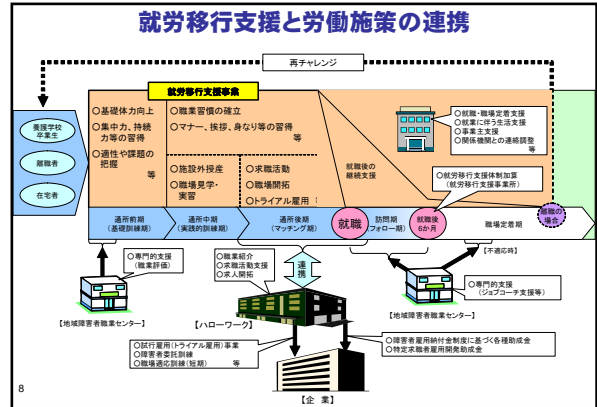 就労移行支援と労働施策の連携
再チャレンジ
就労移行支援事業
養護学校
卒業生
離職者
在宅者
○基礎体力向上
○集中力、持続
力等の習得
○適性や課題の
把握
等
○職業習慣の確立
○マナー、挨拶、身なり等の習得
等
○施設外授産
○職場見学・
実習
○求職活動
○職場開拓
○トライアル雇用 等
就職後の
継続支援
○就職・職場定着支援
○就業に伴う生活支援
○事業主支援
○関係機関との連絡調整
等
○就労移行支援体制加算
(就労移行支援事業所)
通所前期
(基礎訓練期)
通所中期
(実践的訓練期)
通所後期
(マッチング期)
就職
訪問期
(フォロー期)
就職後
6か月
職場定着期
離職の
場合
【不適応時】
○専門的支援
(職業評価)
【地域障害者職業センター】
○職業紹介
○求職活動支援
○求人開拓
連
携
【ハローワーク】
○専門的支援
(ジョブコーチ支援等)
【地域障害者職業センター】
○試行雇用(トライアル雇用)事業
○障害者委託訓練
○職場適応訓練(短期) 等
○障害者雇用納付金制度に基づく各種助成金
○特定求職者雇用開発助成金
【企 業】
8